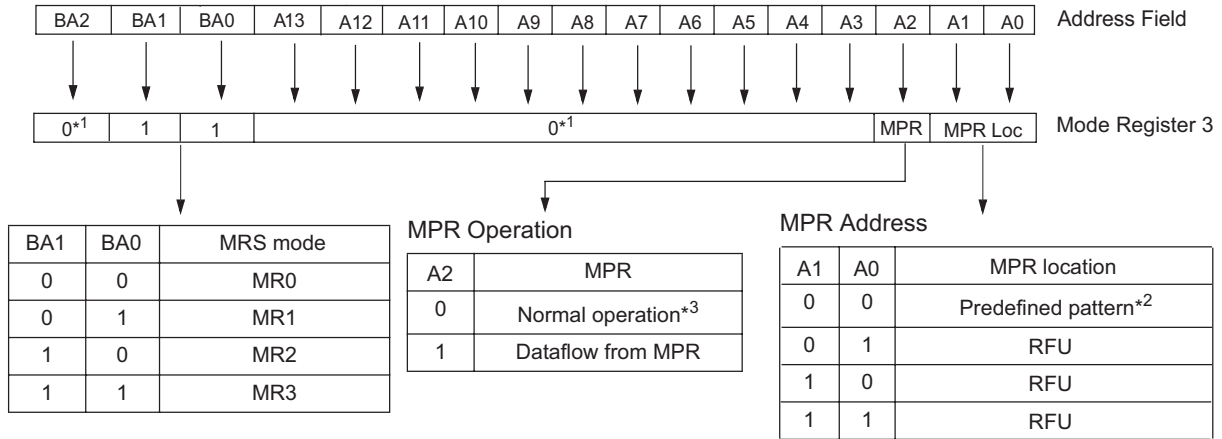 BA2 BA1 BA0 A13 A12 A11 A10 A9 A8 A7 A6 A5 A4 A3 A2 A1 A0 Address Field
0*1 1 1 0*1 MPR MPR Loc Mode Register 3
BA1 BA0 MRS mode
0 0 MR0
0 1 MR1
1 0 MR2
1 1 MR3
MPR Operation
A2 MPR
0 Normal operation*3
1 Dataflow from MPR
MPR Address
A1 A0 MPR location
0 0 Predefined pattern*2
0 1 RFU
1 0 RFU
1 1 RFU